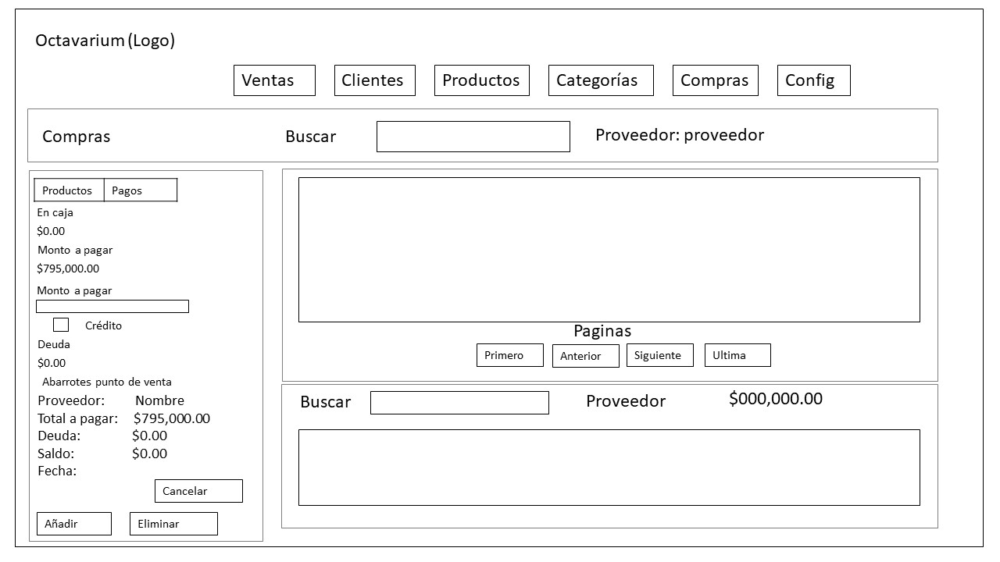 Octavarium (Logo)
Ventas
Clientes
Productos
Categorías
Compras
Config
Compras
Buscar
Proveedor: proveedor
Productos
Pagos
En caja
$0.00
Monto a pagar
$795,000.00
Monto a pagar
Crédito
Deuda
$0.00
Abarrotes punto de venta
Proveedor: Nombre
Total a pagar: $795,000.00
Deuda: $0.00
Saldo: $0.00
Fecha:
Cancelar
Añadir
Eliminar
Paginas
Primero
Anterior
Siguiente
Ultima
Buscar
Proveedor
$000,000.00